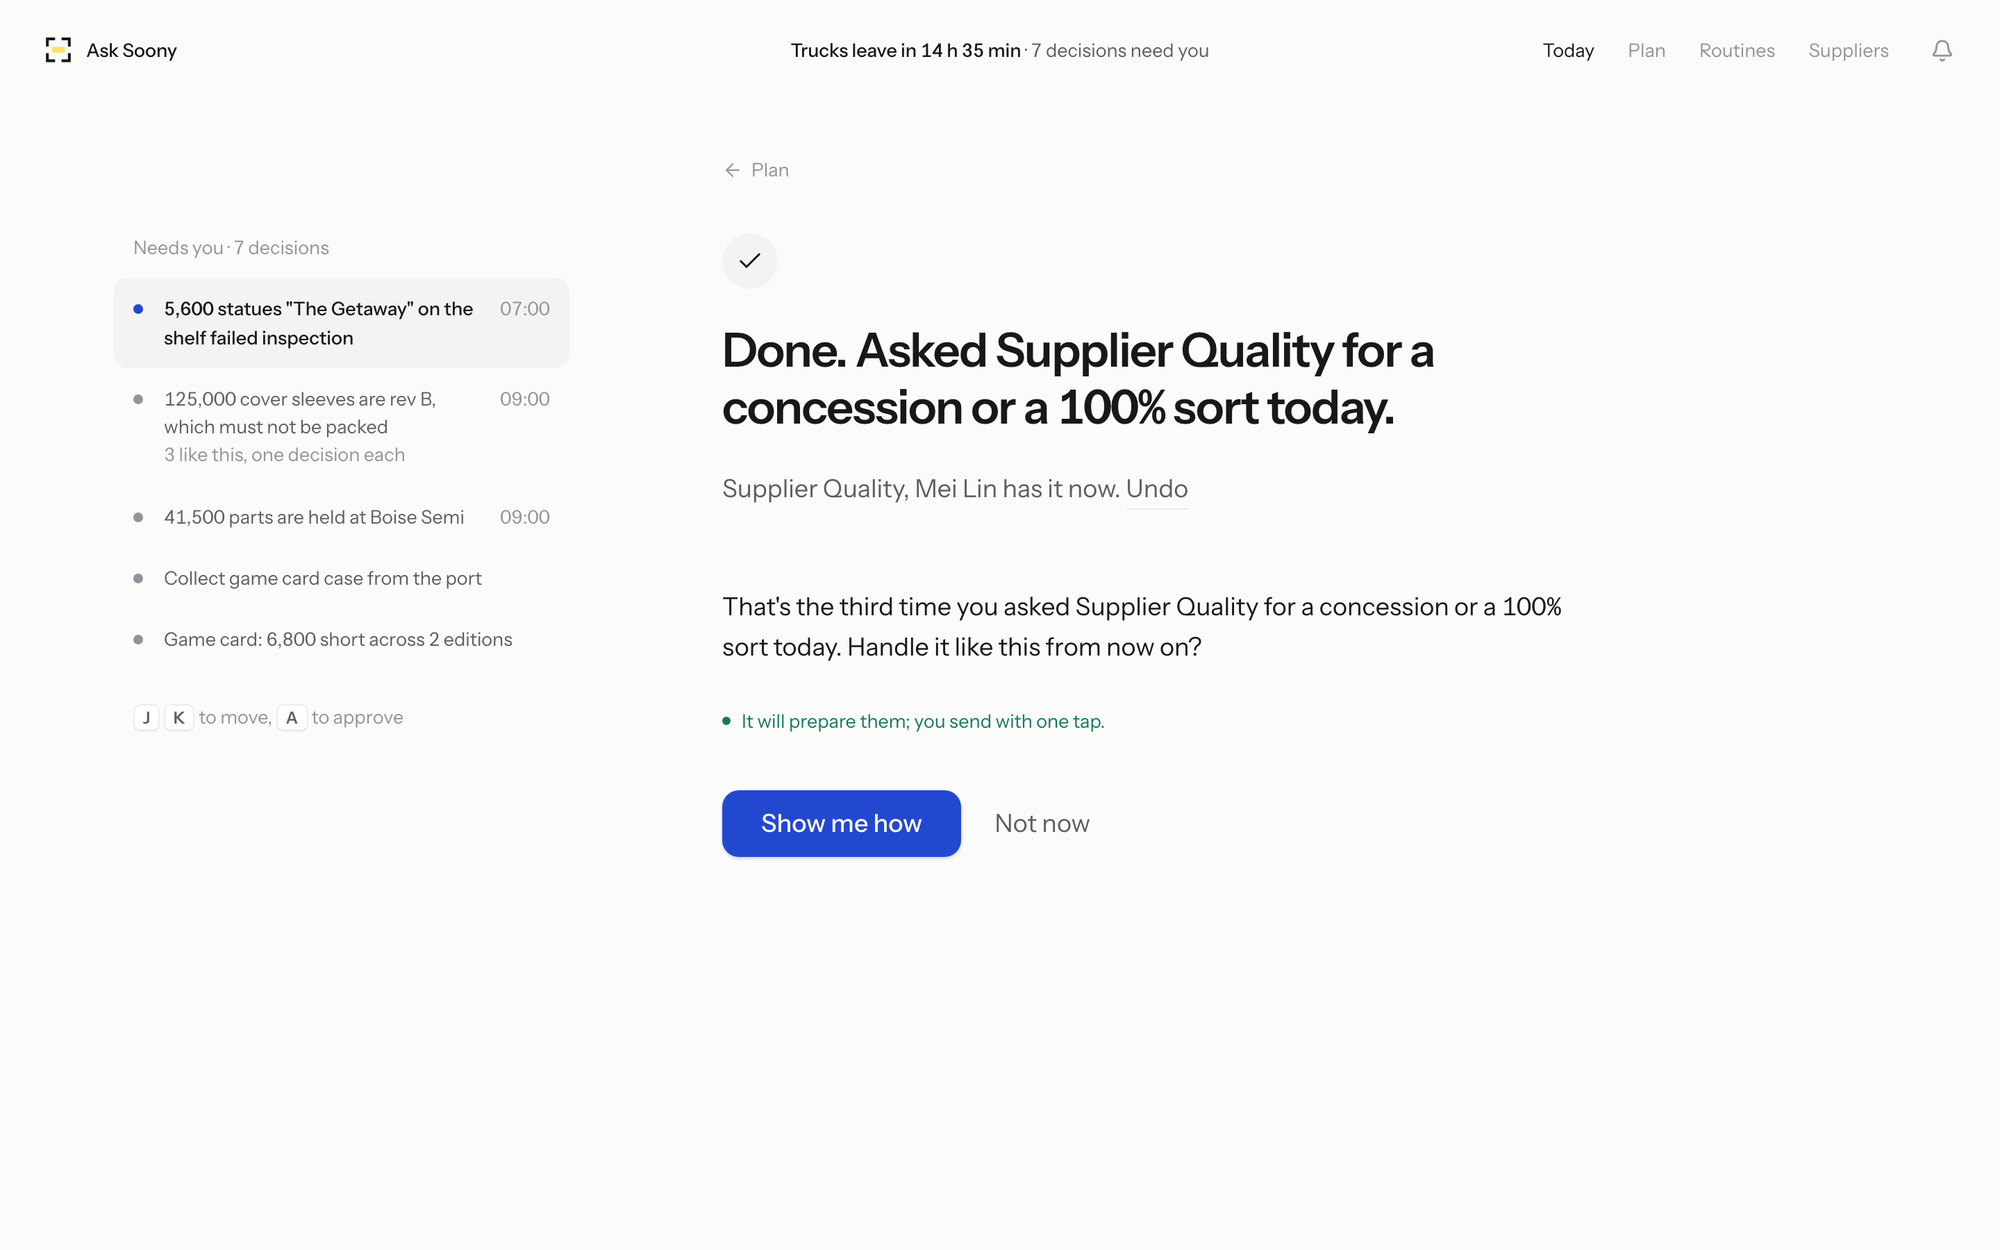 Ask Soony
Trucks leave in 14 h 35 min · 7 decisions need you
Today
Plan
Routines
Suppliers
Plan
Needs you · 7 decisions
5,600 statues "The Getaway" on the
shelf failed inspection
07:00
125,000 cover sleeves are rev B,
which must not be packed
3 like this, one decision each
09:00
41,500 parts are held at Boise Semi
09:00
Collect game card case from the port
Game card: 6,800 short across 2 editions
J K to move, A to approve
Done. Asked Supplier Quality for a
concession or a 100% sort today.
Supplier Quality, Mei Lin has it now. Undo
That's the third time you asked Supplier Quality for a concession or a 100%
sort today. Handle it like this from now on?
It will prepare them; you send with one tap.
Show me how
Not now